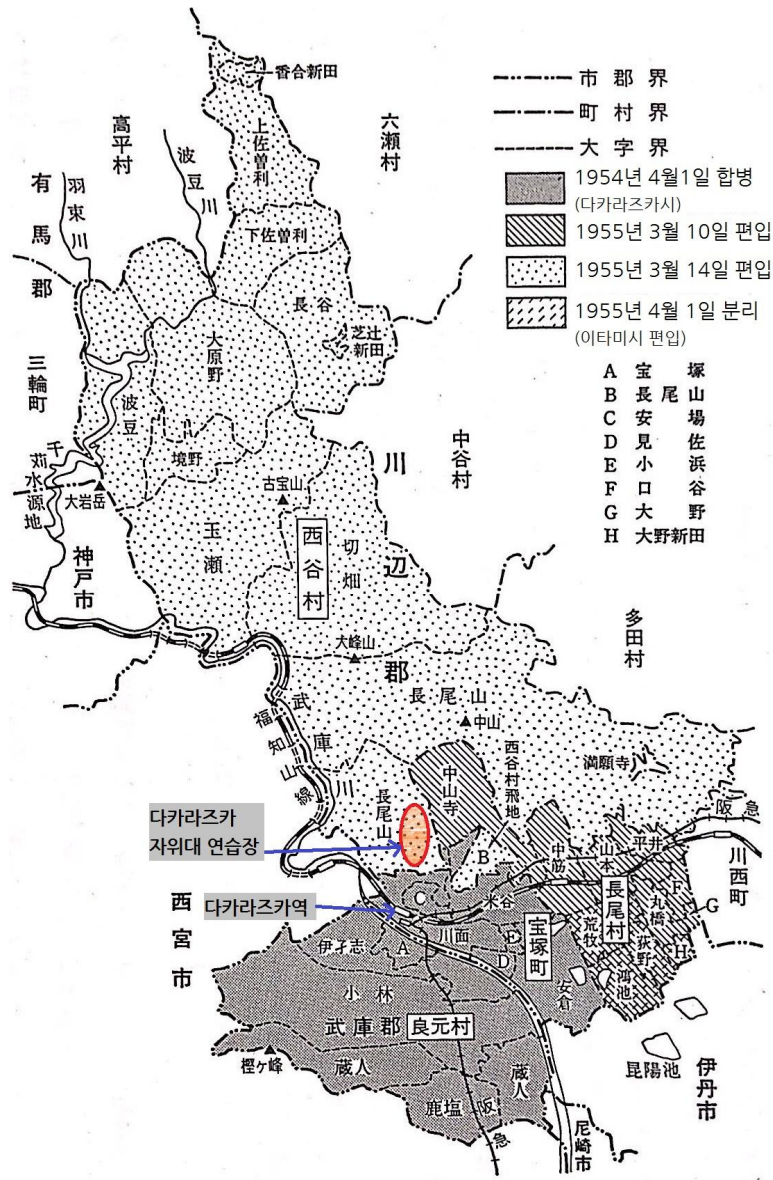 香合新田
市郡界
町村界
大字界
1954년 4월1일 합병
(다카라즈카시)
1955년 3월 10일 편입
1955년 3월 14일 편입
1955년 4월 1일 분리
(이타미시 편입)
A 宝塚
B 長尾山
C 安場
D 見佐
E 小浜
F 口谷
G 大野
H 大野新田
高平村
六瀬村
上佐曽利
波豆川
有馬郡
羽束川
下佐曽利
長谷
芝辻
新田
大原野
三輪町
波豆
境野
千苅水源地
大岩岳
古宝山
中谷村
川辺郡
玉瀬
西谷村
切畑
神戸市
大峰山
多田村
長尾山
中山
武庫川
福知山線
満願寺
西谷村飛地
中山寺
長尾山
다카라즈카
자위대 연습장
B
中筋
山本
平井
阪急
川西町
長尾村
丸橋
F
G
C
米谷
다카라즈카역
西宮市
伊孑志
A
川面
E
D
宝塚町
荒牧
荻野
H
鴻池
安倉
小林
武庫郡
良元村
昆陽池
伊丹市
樫ヶ峰
蔵人
蔵人
鹿塩
阪急
尼崎市